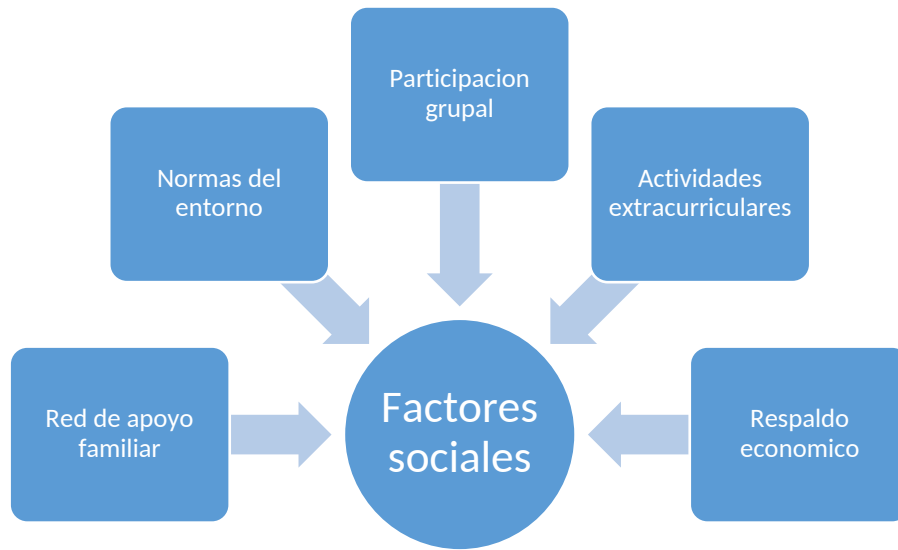 Participacion
grupal
Normas del
entorno
Actividades
extracurriculares
Red de apoyo
familiar
Factores
sociales
Respaldo
economico